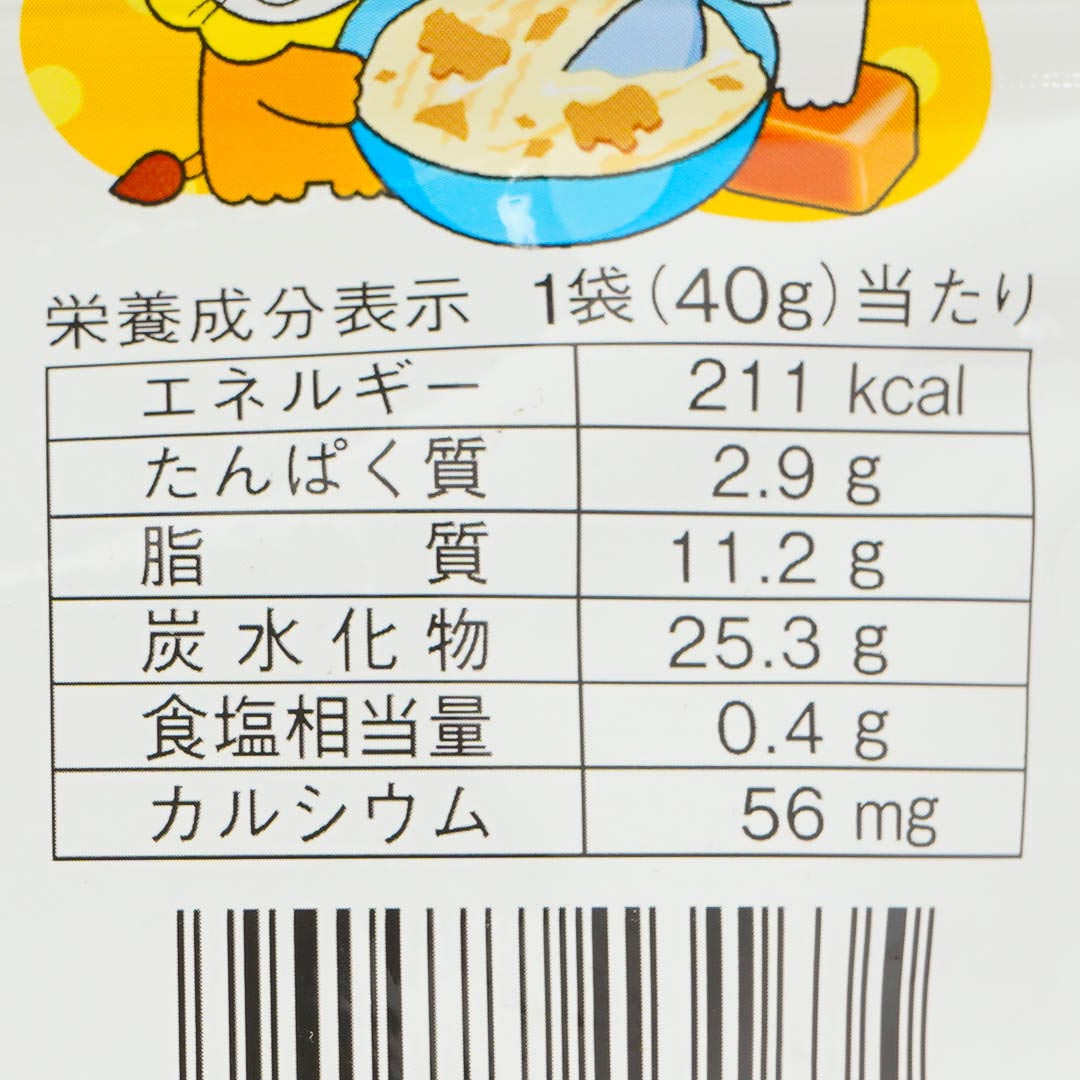 栄養成分表示 1袋(40g)当たり
エネルギー 211 kcal
たんぱく質 2.9 g
脂質 11.2 g
炭水化物 25.3 g
食塩相当量 0.4 g
カルシウム 56 mg